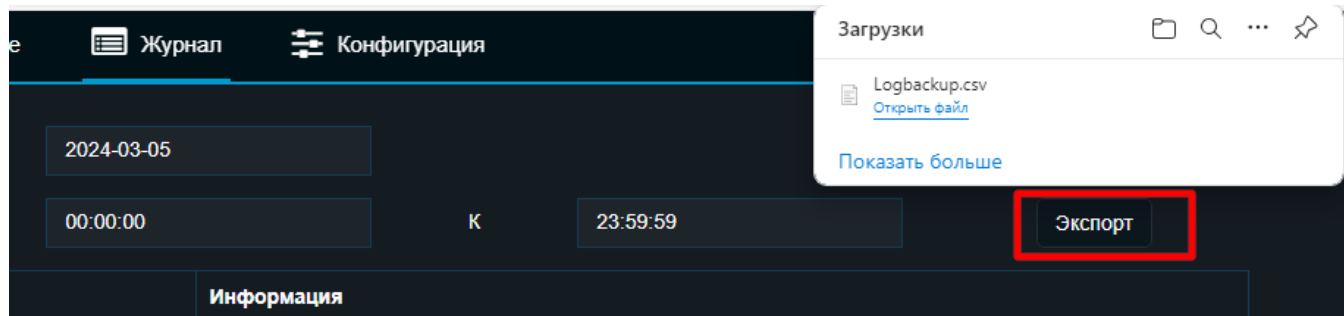 е
Журнал
Конфигурация
Загрузки
Logbackup.csv
Открыть файл
Показать больше
2024-03-05
00:00:00 К 23:59:59
Экспорт
Информация